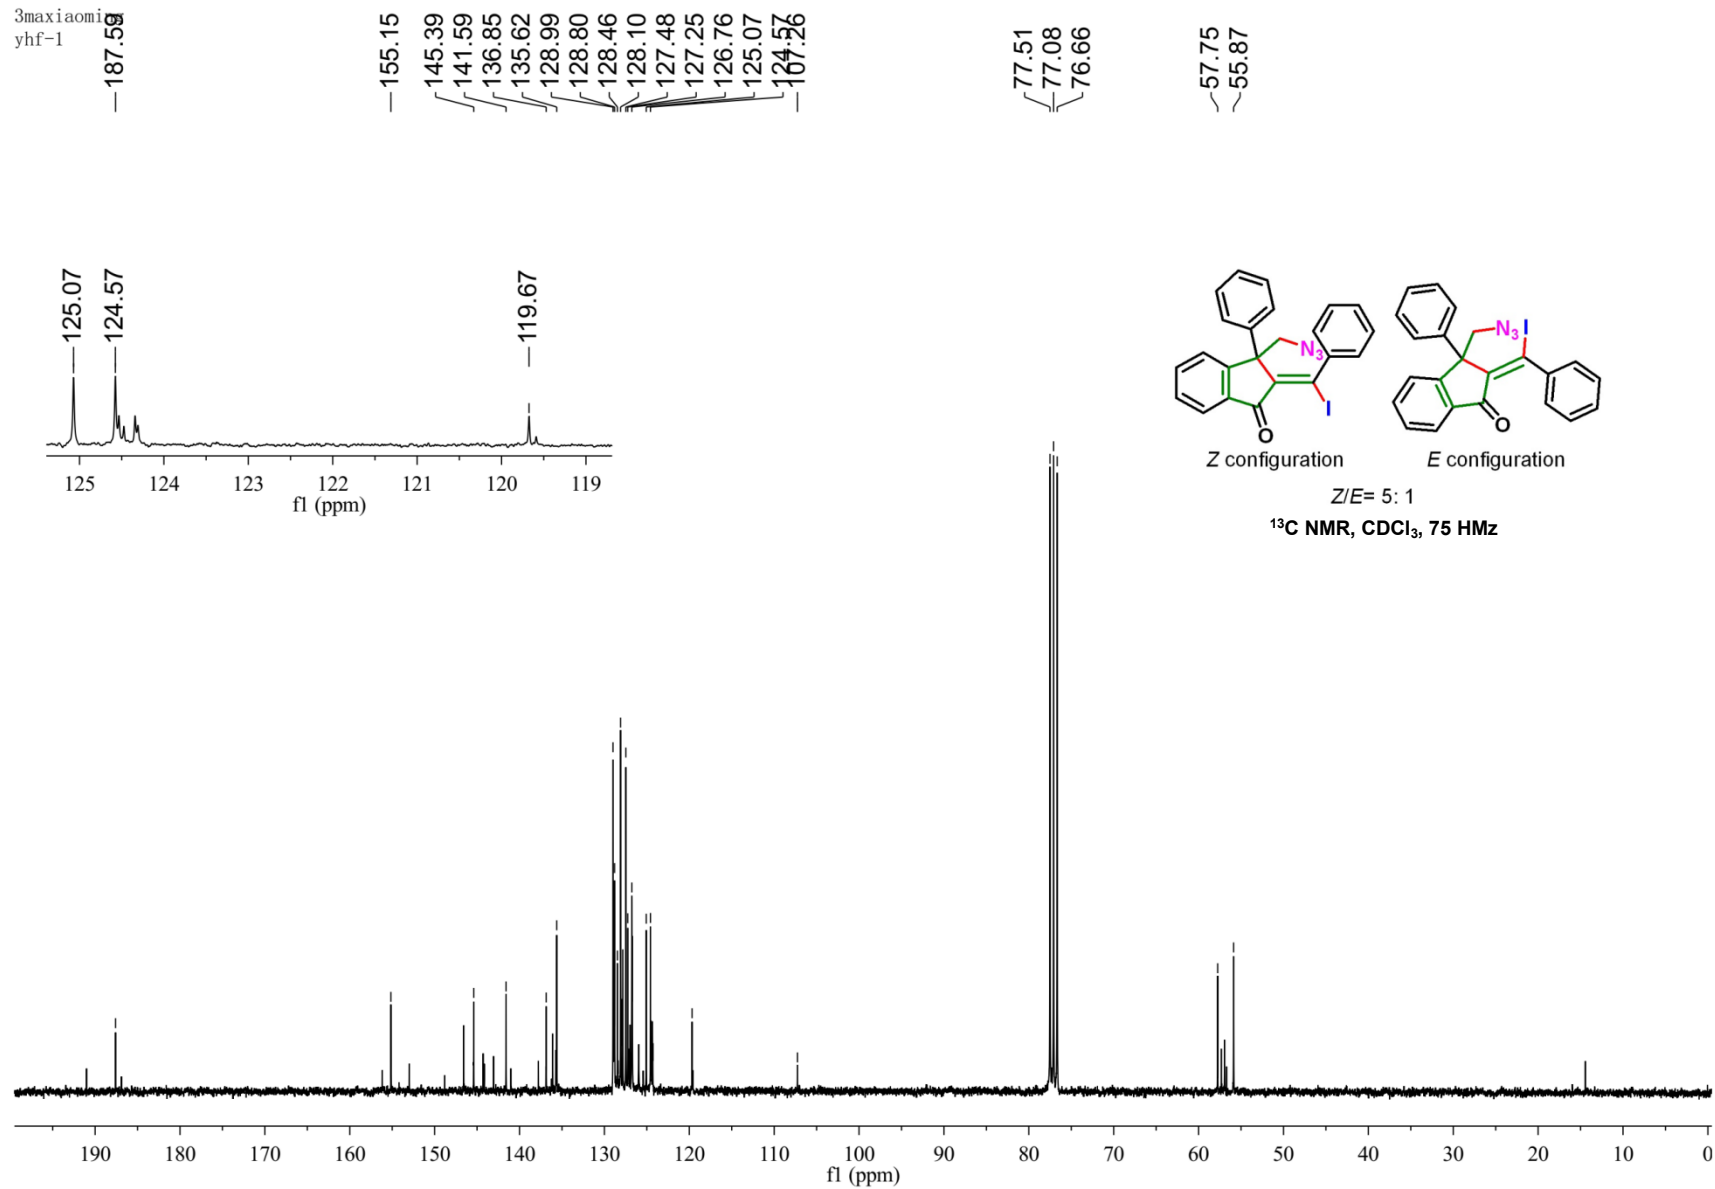 3maxiaoming
yhf-1
187.59
155.15
145.39
141.59
136.85
135.62
128.99
128.80
128.46
128.10
127.48
127.25
126.76
125.07
124.57
107.26
77.51
77.08
76.66
57.75
55.87
125.07
124.57
119.67
125 124 123 122 121 120 119
f1 (ppm)
N3
I
O
N3
I
O
Z configuration
E configuration
Z/E= 5: 1
13C NMR, CDCl3, 75 HMz
190 180 170 160 150 140 130 120 110 100 90 80 70 60 50 40 30 20 10 0
f1 (ppm)